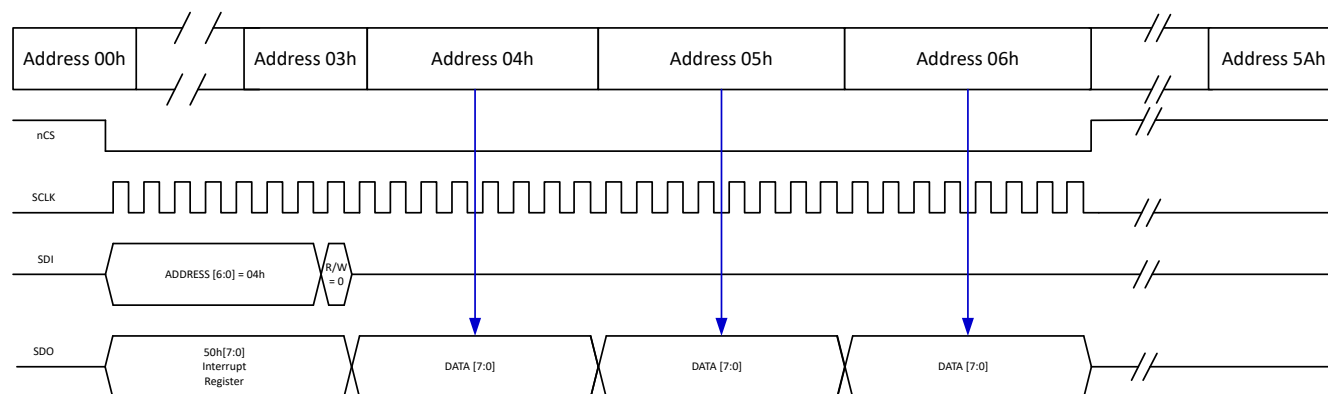 Address 00h
Address 03h
Address 04h
Address 05h
Address 06h
Address 5Ah
nCS
SCLK
SDI
ADDRESS [6:0] = 04h
R/W
= 0
SDO
50h[7:0]
Interrupt
Register
DATA [7:0]
DATA [7:0]
DATA [7:0]